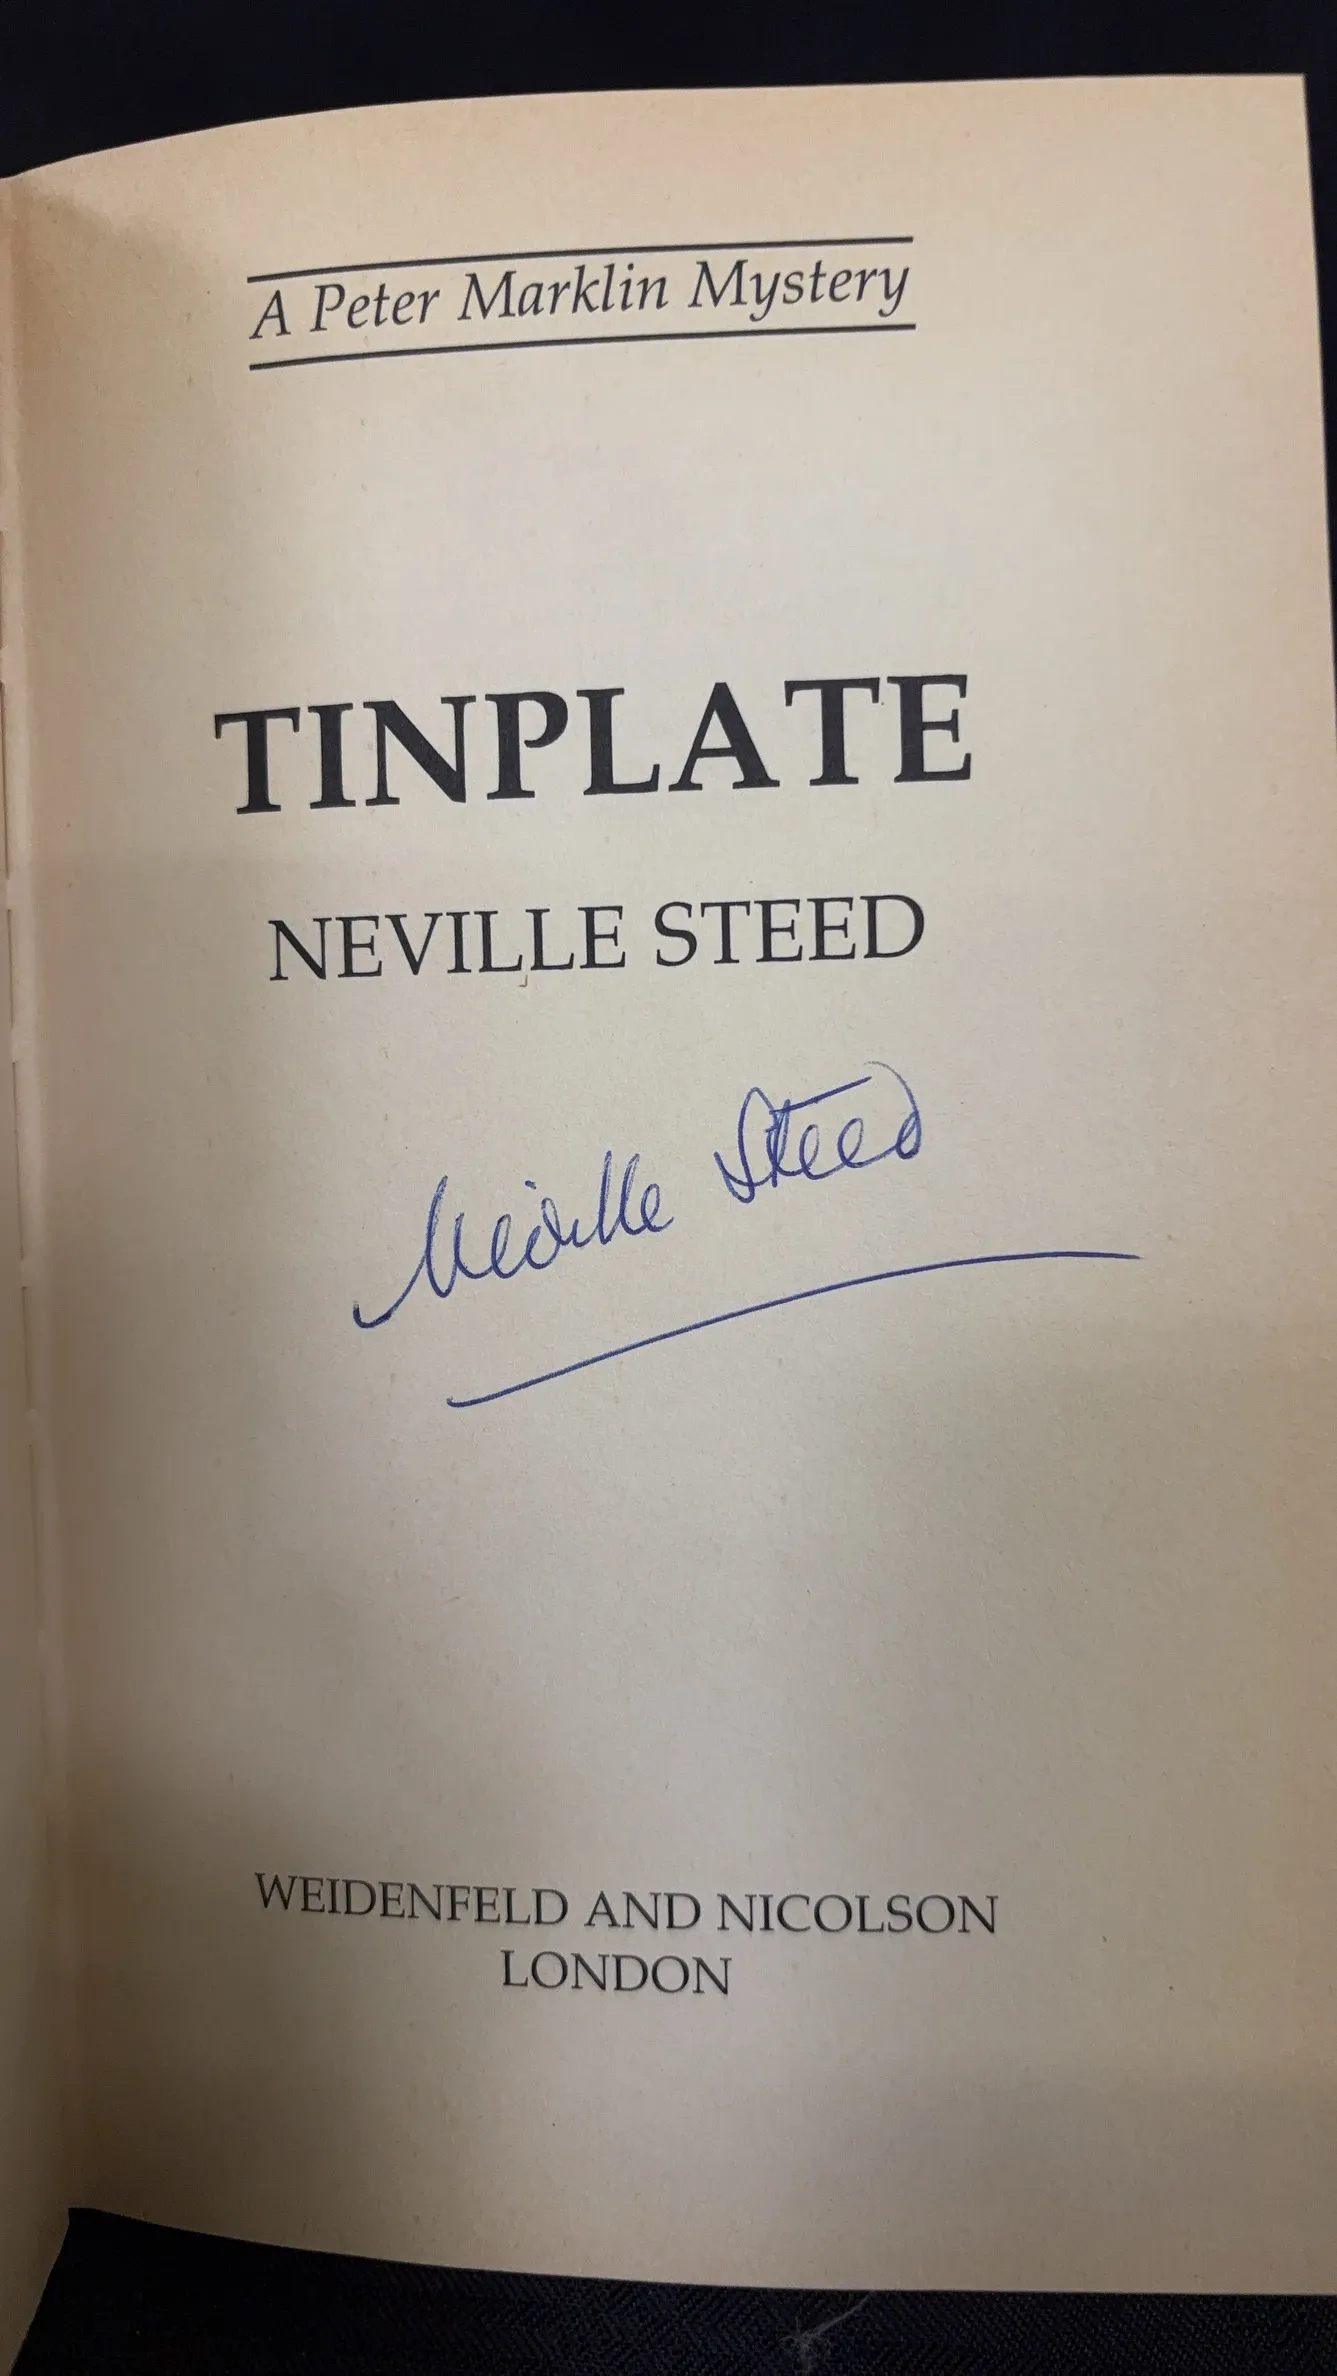 A Peter Marklin Mystery
TINPLATE
NEVILLE STEED
Neville Steed
WEIDENFELD AND NICOLSON
LONDON